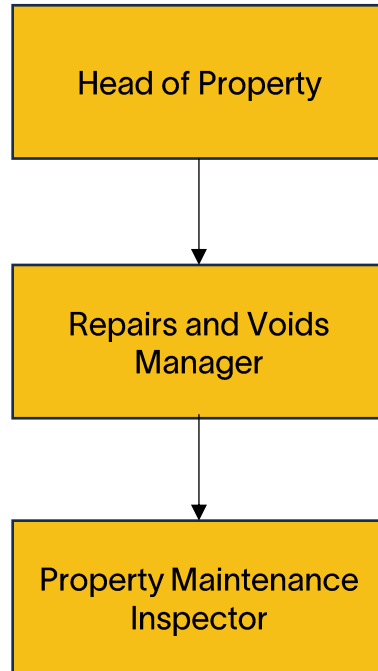 Head of Property
Repairs and Voids
Manager
Property Maintenance
Inspector